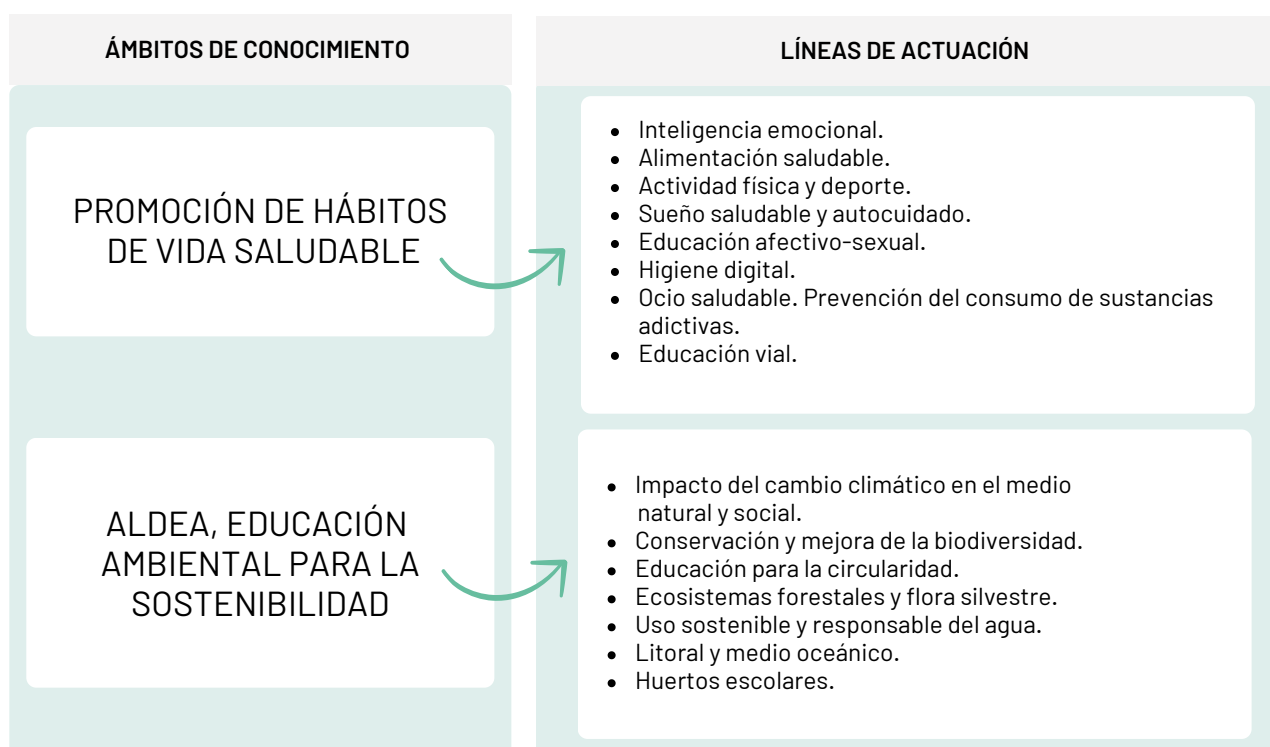 ÁMBITOS DE CONOCIMIENTO
LÍNEAS DE ACTUACIÓN
PROMOCIÓN DE HÁBITOS
DE VIDA SALUDABLE
• Inteligencia emocional.
• Alimentación saludable.
• Actividad física y deporte.
• Sueño saludable y autocuidado.
• Educación afectivo-sexual.
• Higiene digital.
• Ocio saludable. Prevención del consumo de sustancias
adictivas.
• Educación vial.
ALDEA, EDUCACIÓN
AMBIENTAL PARA LA
SOSTENIBILIDAD
• Impacto del cambio climático en el medio
natural y social.
• Conservación y mejora de la biodiversidad.
• Educación para la circularidad.
• Ecosistemas forestales y flora silvestre.
• Uso sostenible y responsable del agua.
• Litoral y medio oceánico.
• Huertos escolares.